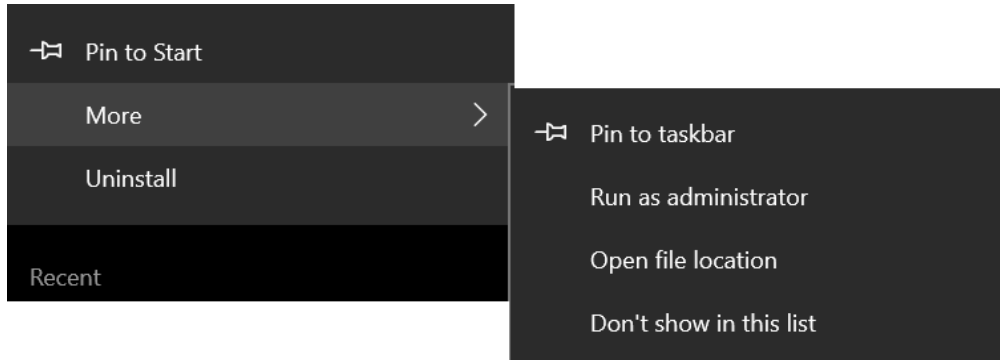 Pin to Start
More
Uninstall
Recent
Pin to taskbar
Run as administrator
Open file location
Don't show in this list